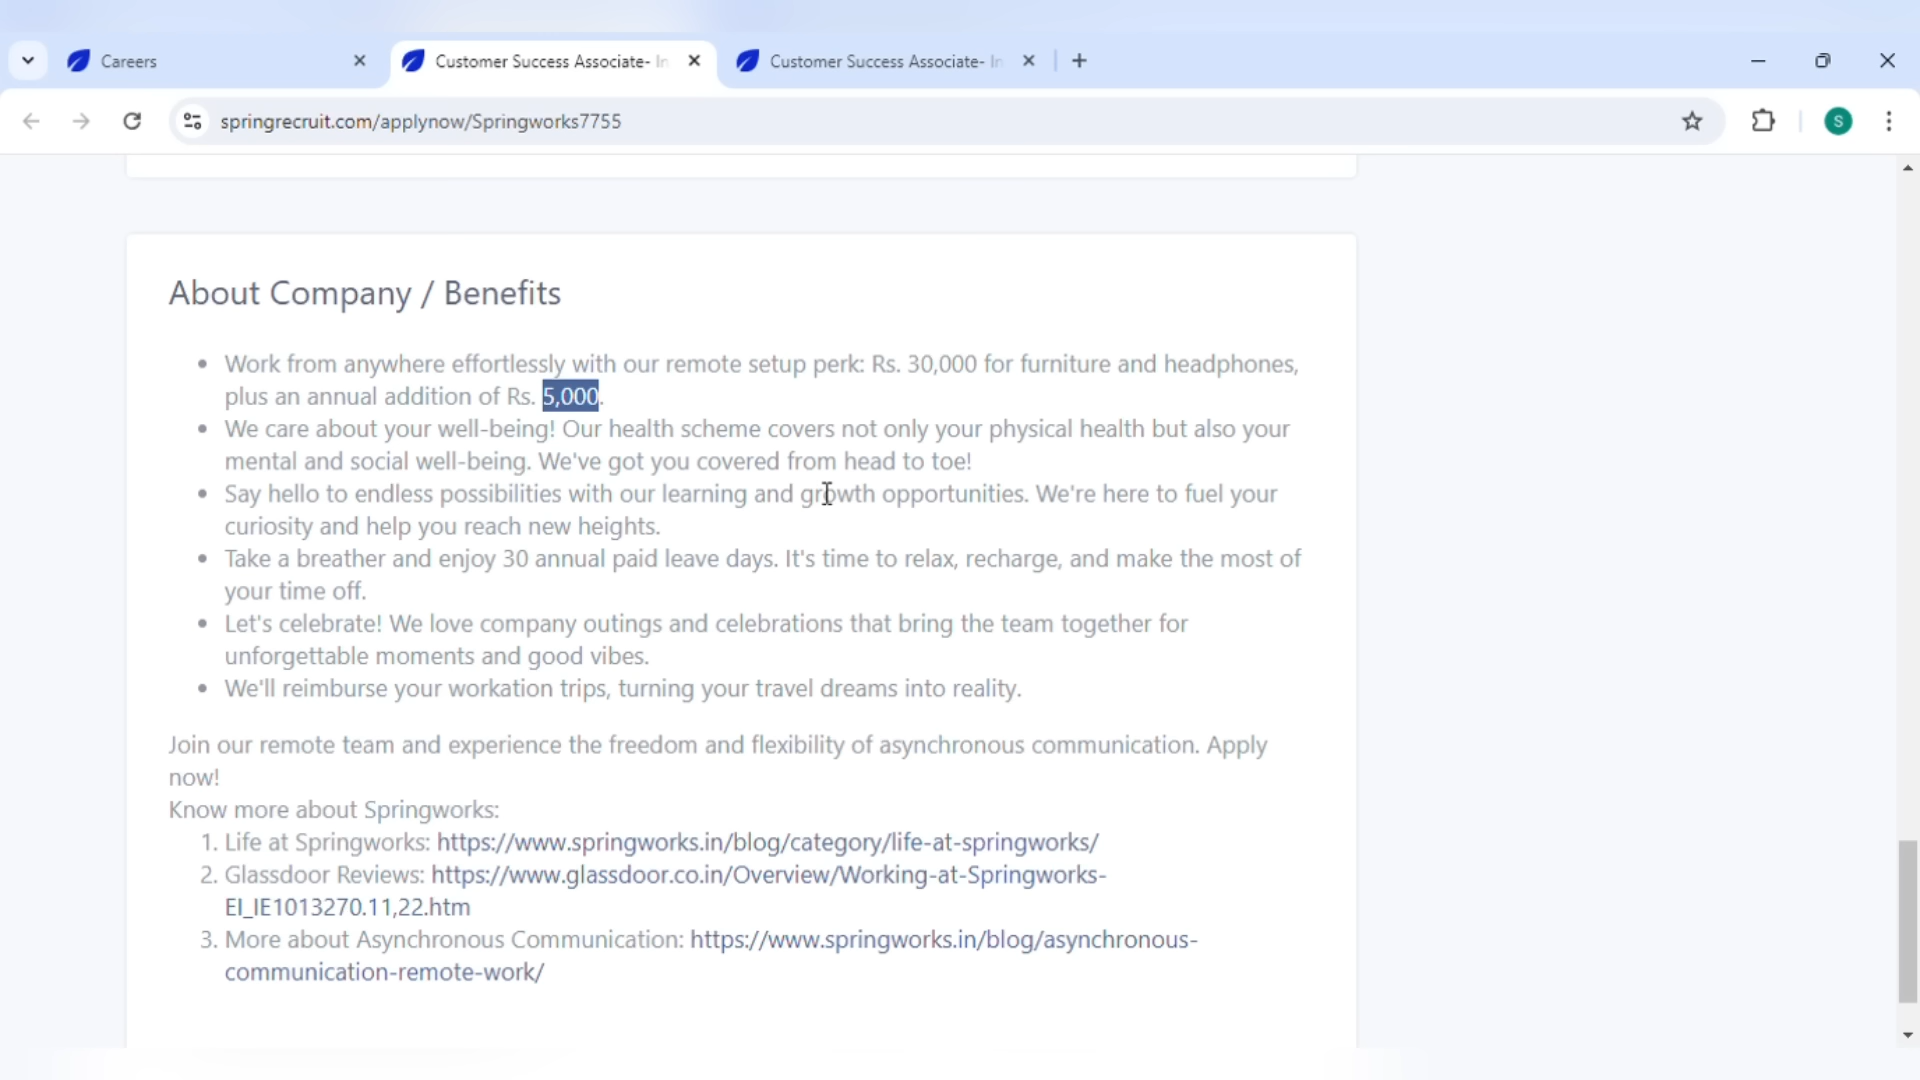 Careers
Customer Success Associate- In
Customer Success Associate- In
springrecruit.com/applynow/Springworks7755
S
About Company / Benefits
• Work from anywhere effortlessly with our remote setup perk: Rs. 30,000 for furniture and headphones,
plus an annual addition of Rs. 5,000.
• We care about your well-being! Our health scheme covers not only your physical health but also your
mental and social well-being. We've got you covered from head to toe!
• Say hello to endless possibilities with our learning and growth opportunities. We're here to fuel your
curiosity and help you reach new heights.
• Take a breather and enjoy 30 annual paid leave days. It's time to relax, recharge, and make the most of
your time off.
• Let's celebrate! We love company outings and celebrations that bring the team together for
unforgettable moments and good vibes.
• We'll reimburse your workation trips, turning your travel dreams into reality.
Join our remote team and experience the freedom and flexibility of asynchronous communication. Apply
now!
Know more about Springworks:
1. Life at Springworks: https://www.springworks.in/blog/category/life-at-springworks/
2. Glassdoor Reviews: https://www.glassdoor.co.in/Overview/Working-at-Springworks-
EI_IE1013270.11,22.htm
3. More about Asynchronous Communication: https://www.springworks.in/blog/asynchronous-
communication-remote-work/